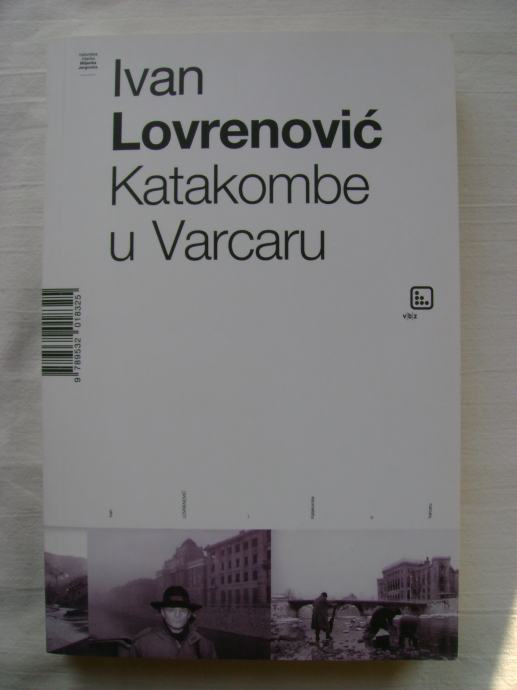 Ivan
Lovrenović
Katakombe
u Varcaru
v|b|z
9 789532 018325